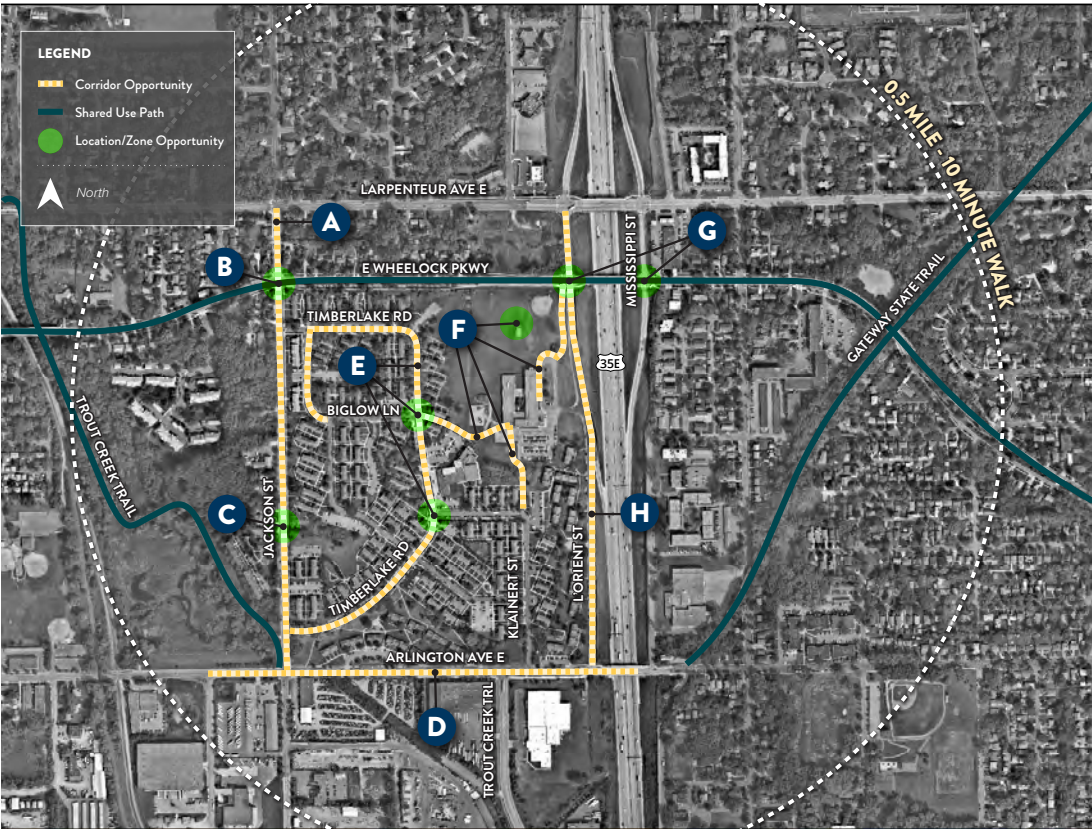 LEGEND
Corridor Opportunity
Shared Use Path
Location/Zone Opportunity
North
0.5 MILE - 10 MINUTE WALK
LARPENTEUR AVE E
A
B
G
MISSISSIPPI ST
E WHEELOCK PKWY
TIMBERLAKE RD
F
E
35E
GATEWAY STATE TRAIL
BIGLOW LN
TROUT CREEK TRAIL
C
JACKSON ST
H
TIMBERLAKE RD
KLAINERT ST
L'ORIENT ST
ARLINGTON AVE E
D
TROUT CREEK TRL